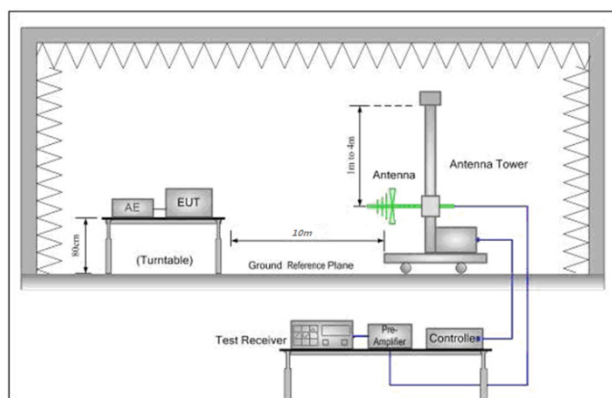 1m to 4m
Antenna
Antenna Tower
AE
EUT
80cm
(Turntable)
10m
Ground Reference Plane
Test Receiver
Pre-
Amplifier
Controller